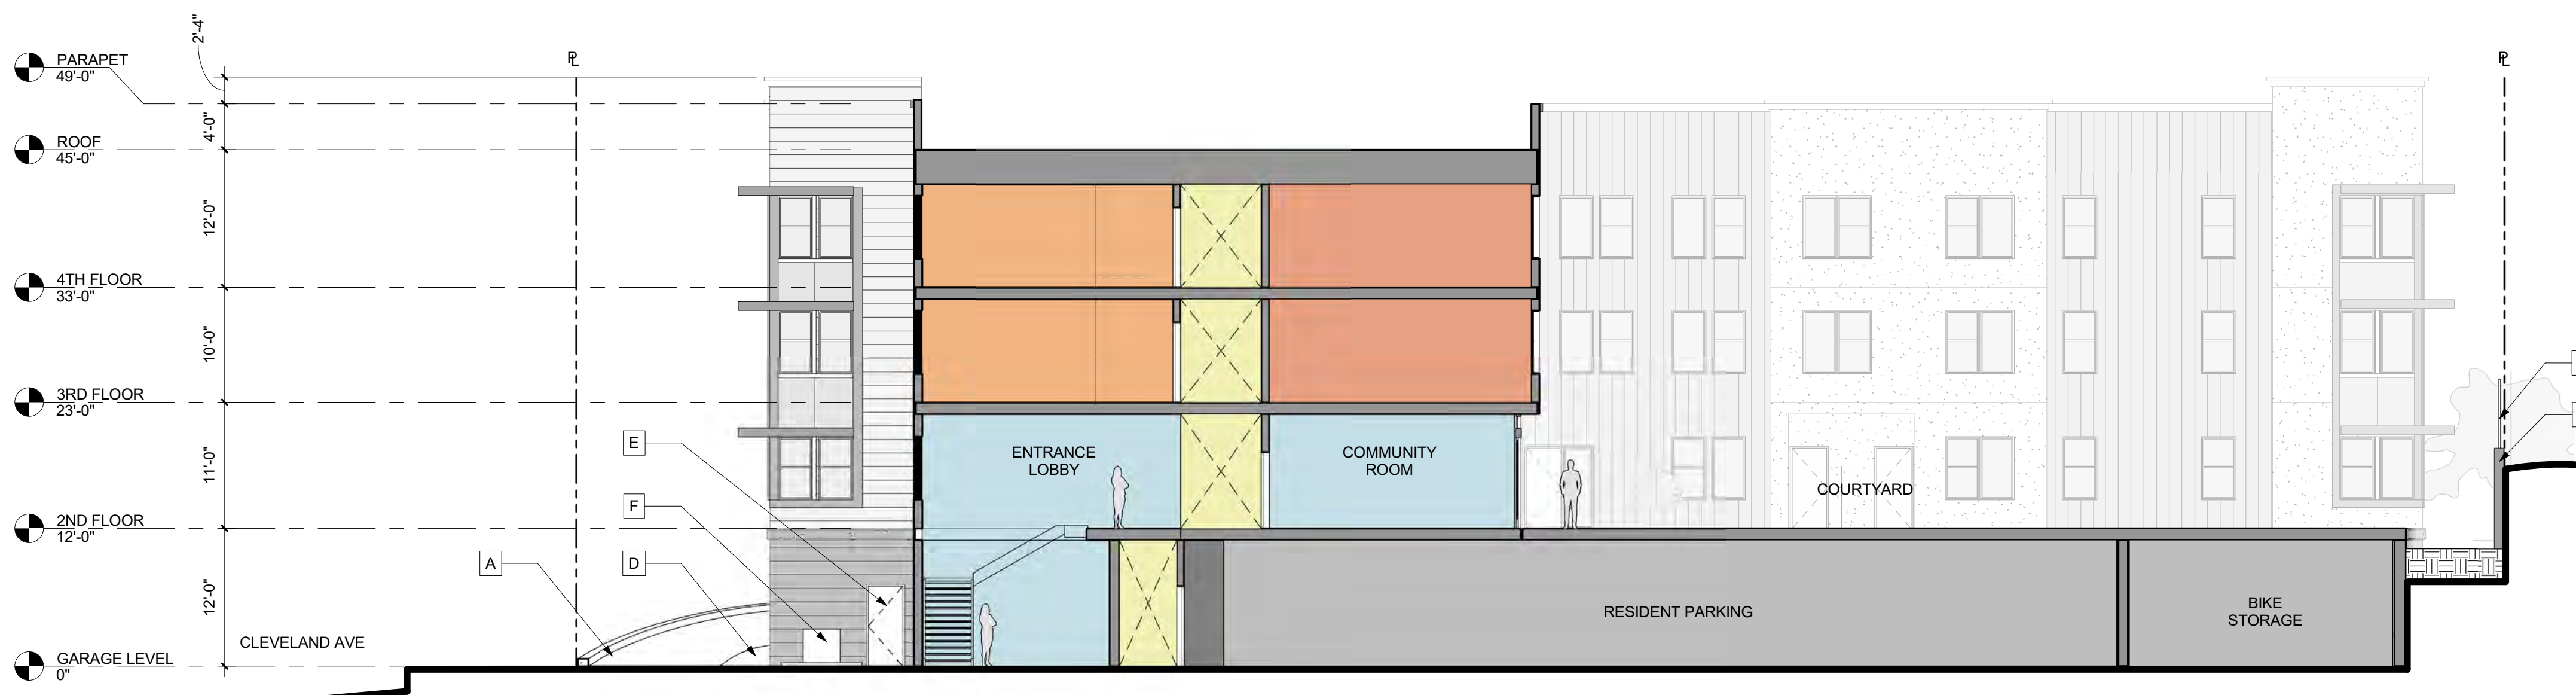 2'-4"
PARAPET
49'-0"
4'-0"
ROOF
45'-0"
12'-0"
4TH FLOOR
33'-0"
10'-0"
3RD FLOOR
23'-0"
11'-0"
2ND FLOOR
12'-0"
12'-0"
GARAGE LEVEL
0"
CLEVELAND AVE
PL
PL
A
D
E
F
ENTRANCE
LOBBY
COMMUNITY
ROOM
COURTYARD
RESIDENT PARKING
BIKE
STORAGE